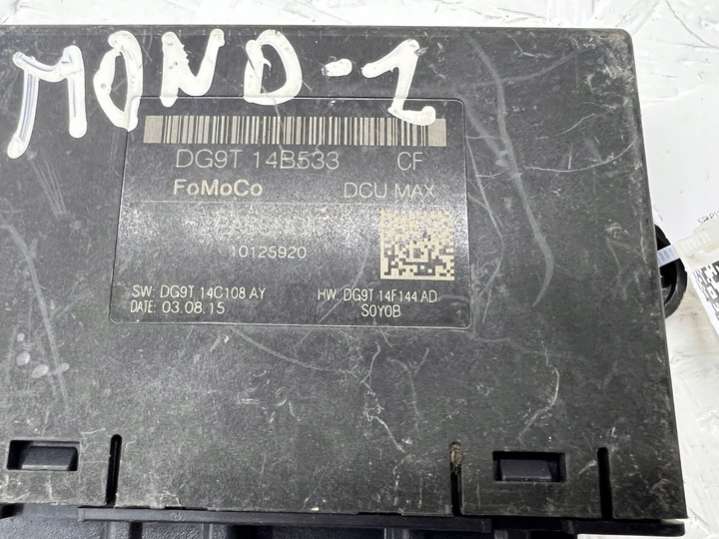 MOND-1
DG9T 14B533 CF
FoMoCo DCU MAX
10125920
SW: DG9T 14C108 AY HW: DG9T 14F144 AD
DATE: 03.08.15 S0Y0B